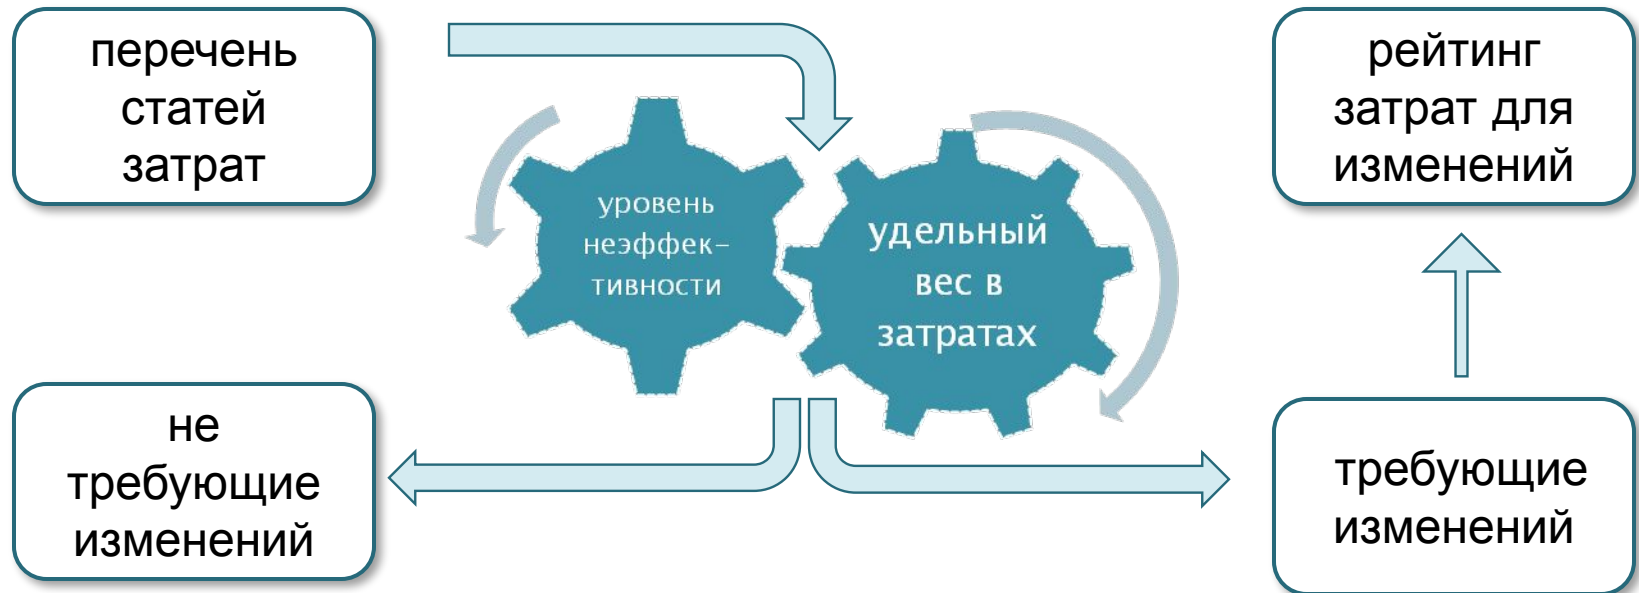 перечень
статей
затрат
уровень
неэффек-
тивности
удельный
вес в
затратах
рейтинг
затрат для
изменений
не
требующие
изменений
требующие
изменений